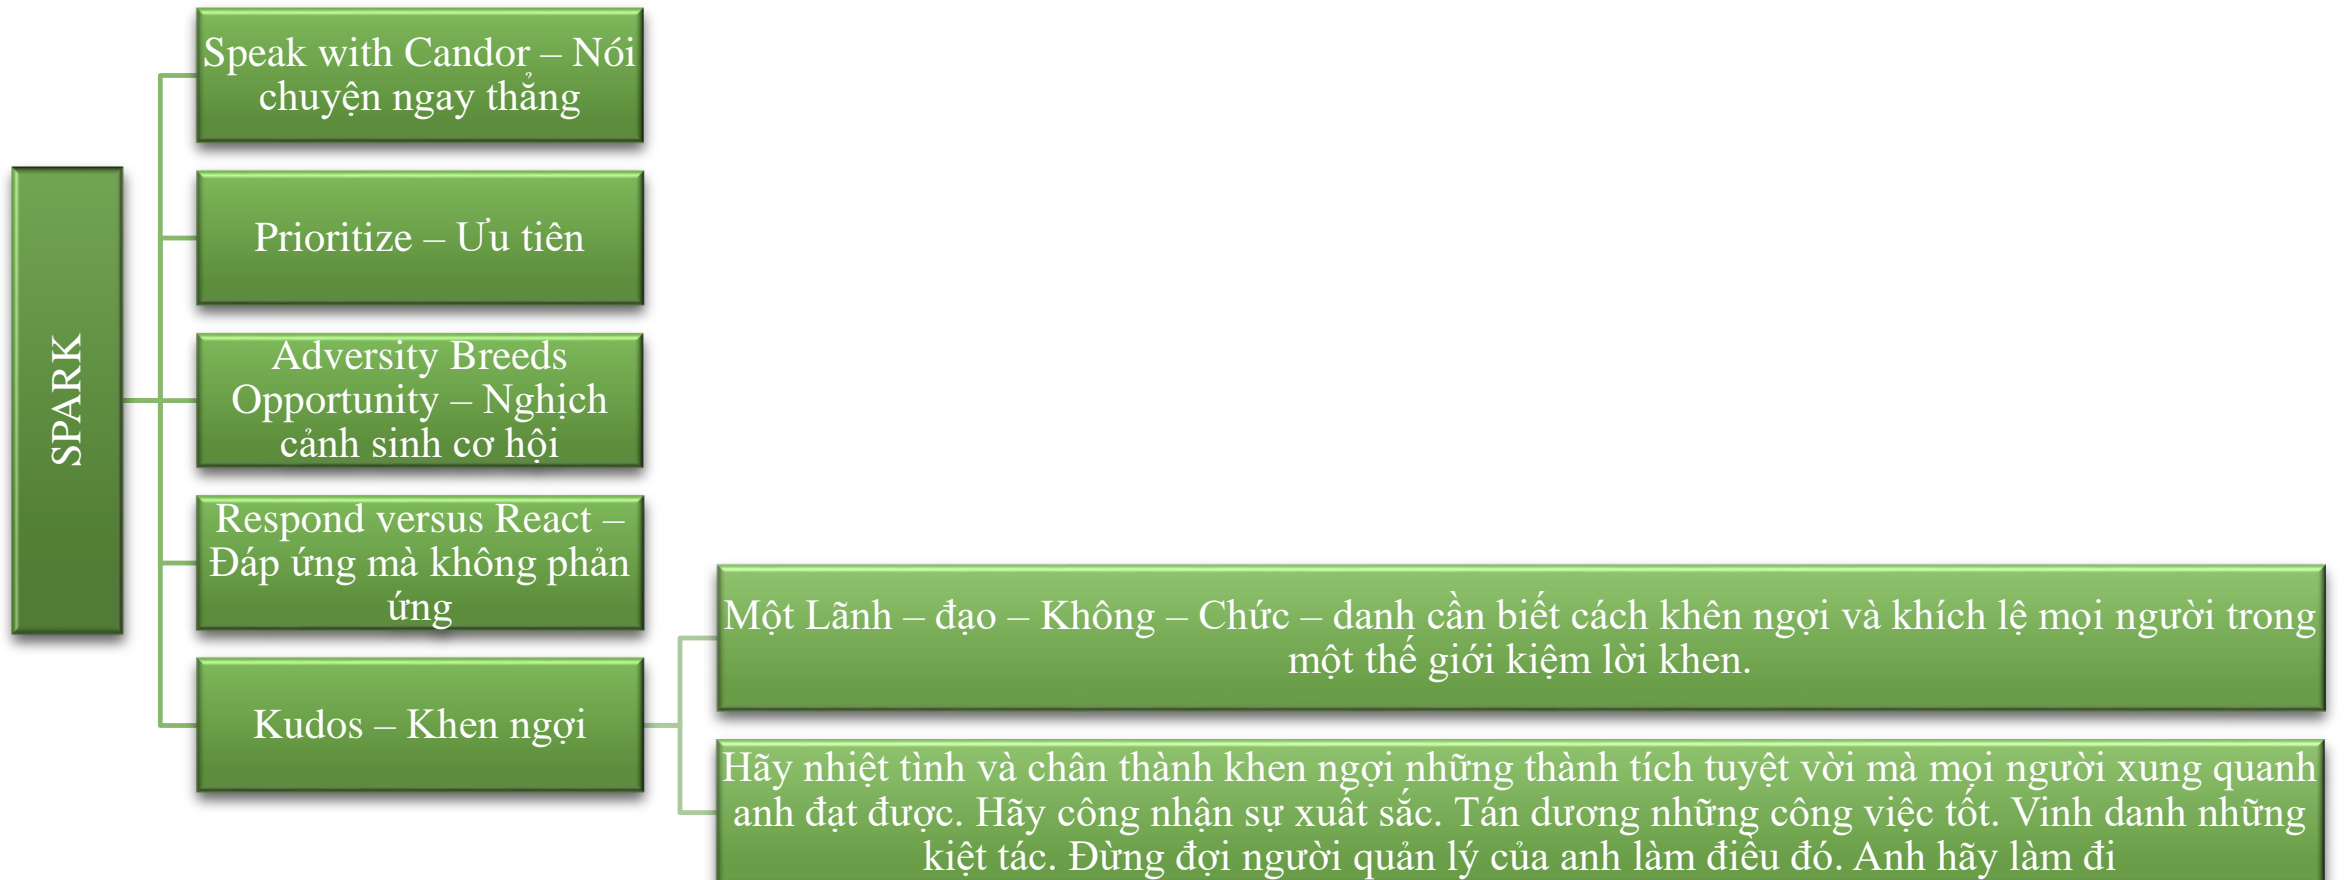 SPARK
Speak with Candor – Nói
chuyện ngay thẳng
Prioritize – Ưu tiên
Adversity Breeds
Opportunity – Nghịch
cảnh sinh cơ hội
Respond versus React –
Đáp ứng mà không phản
ứng
Kudos – Khen ngợi
Một Lãnh – đạo – Không – Chức – danh cần biết cách khên ngợi và khích lệ mọi người trong
một thế giới kiệm lời khen.
Hãy nhiệt tình và chân thành khen ngợi những thành tích tuyệt vời mà mọi người xung quanh
anh đạt được. Hãy công nhận sự xuất sắc. Tán dương những công việc tốt. Vinh danh những
kiệt tác. Đừng đợi người quản lý của anh làm điều đó. Anh hãy làm đi